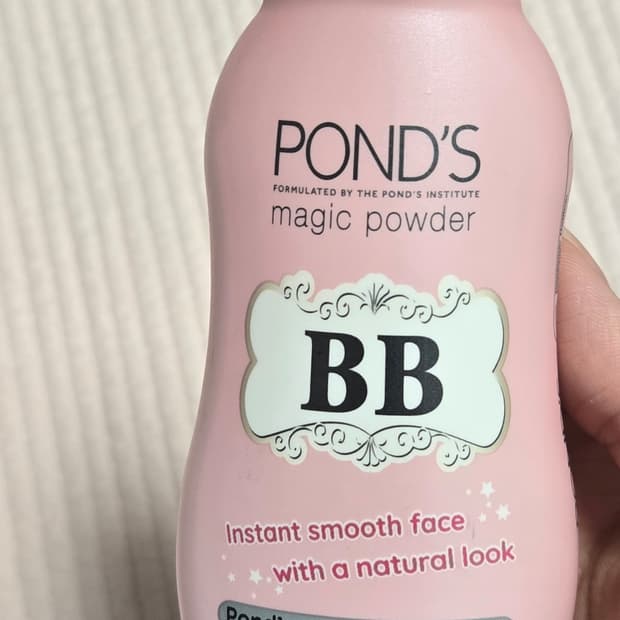 POND'S
FORMULATED BY THE POND'S INSTITUTE
magic powder
BB
Instant smooth face
with a natural look